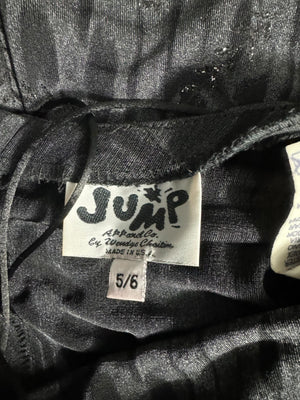 JUMP
Apparel Co.
By Wendye Chaitin
MADE IN U.S.A.
5/6